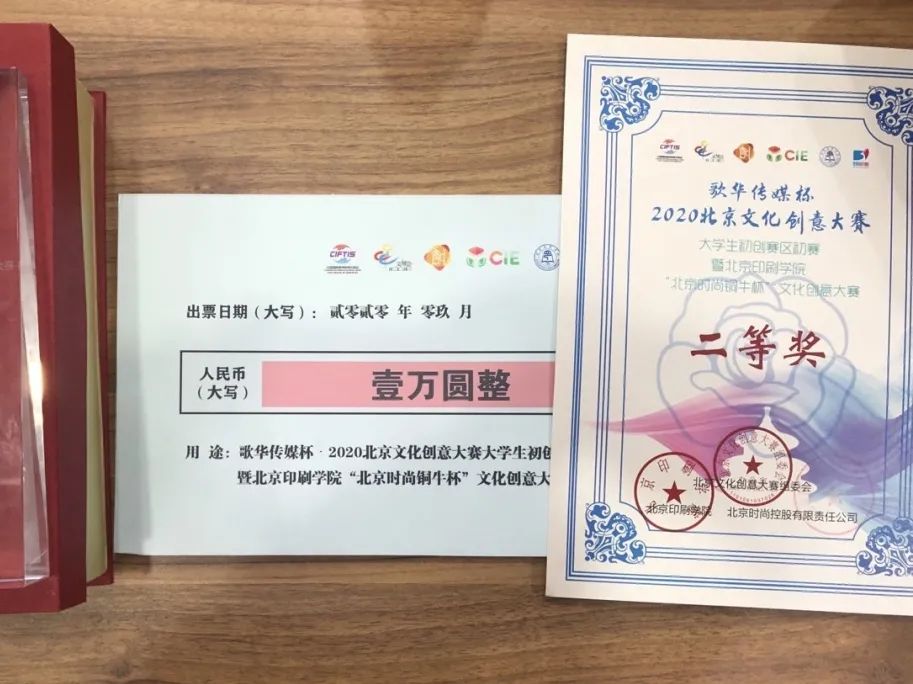 CIFTIS
CIE
出票日期（大写）：贰零贰零 年 零玖 月
人民币
（大写）
壹万圆整
用 途：歌华传媒杯·2020北京文化创意大赛大学生初创
暨北京印刷学院“北京时尚铜牛杯”文化创意大
CIFTIS
CIE
歌华传媒杯
2020北京文化创意大赛
大学生初创赛区初赛
暨北京印刷学院
“北京时尚铜牛杯”文化创意大赛
二等奖
北京文化创意大赛组委会
北京印刷学院
北京时尚控股有限责任公司